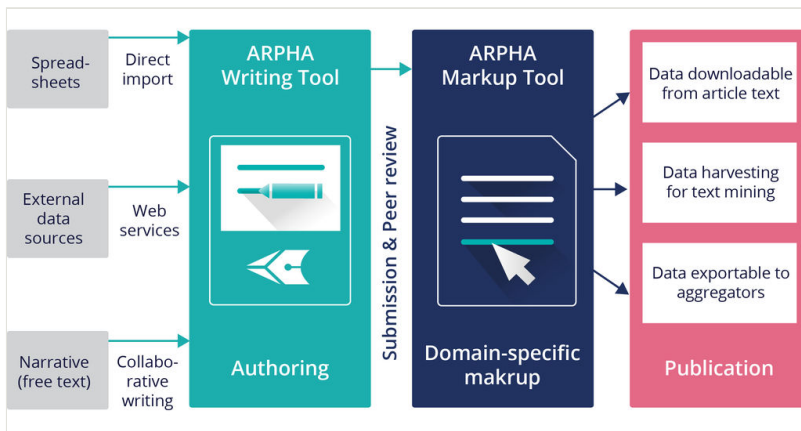 Spread-
sheets
Direct
import
External
data
sources
Web
services
Narrative
(free text)
Collabo-
rative
writing
ARPHA
Writing Tool
Authoring
Submission & Peer review
ARPHA
Markup Tool
Domain-specific
makrup
Data downloadable
from article text
Data harvesting
for text mining
Data exportable to
aggregators
Publication